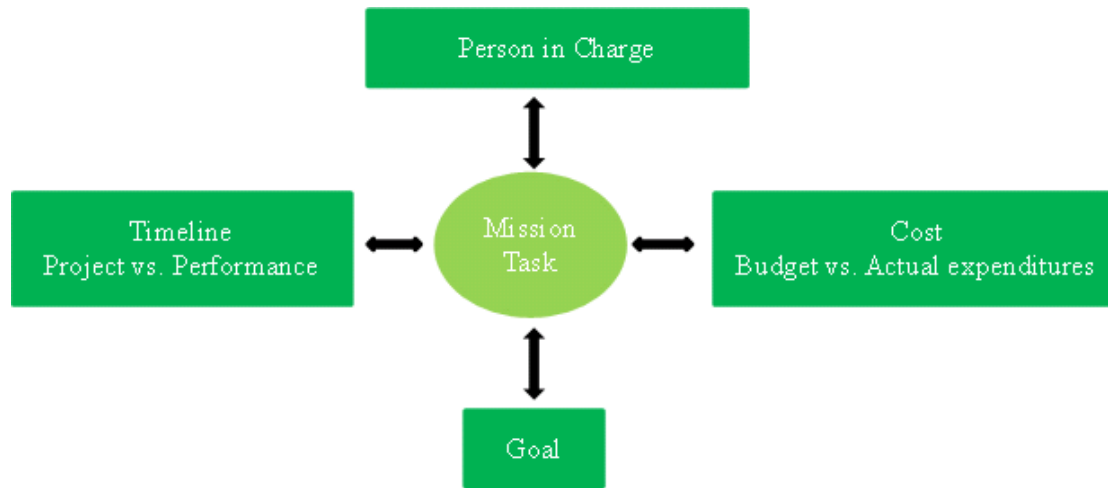 Person in Charge
Timeline
Project vs. Performance
Mission
Task
Cost
Budget vs. Actual expenditures
Goal